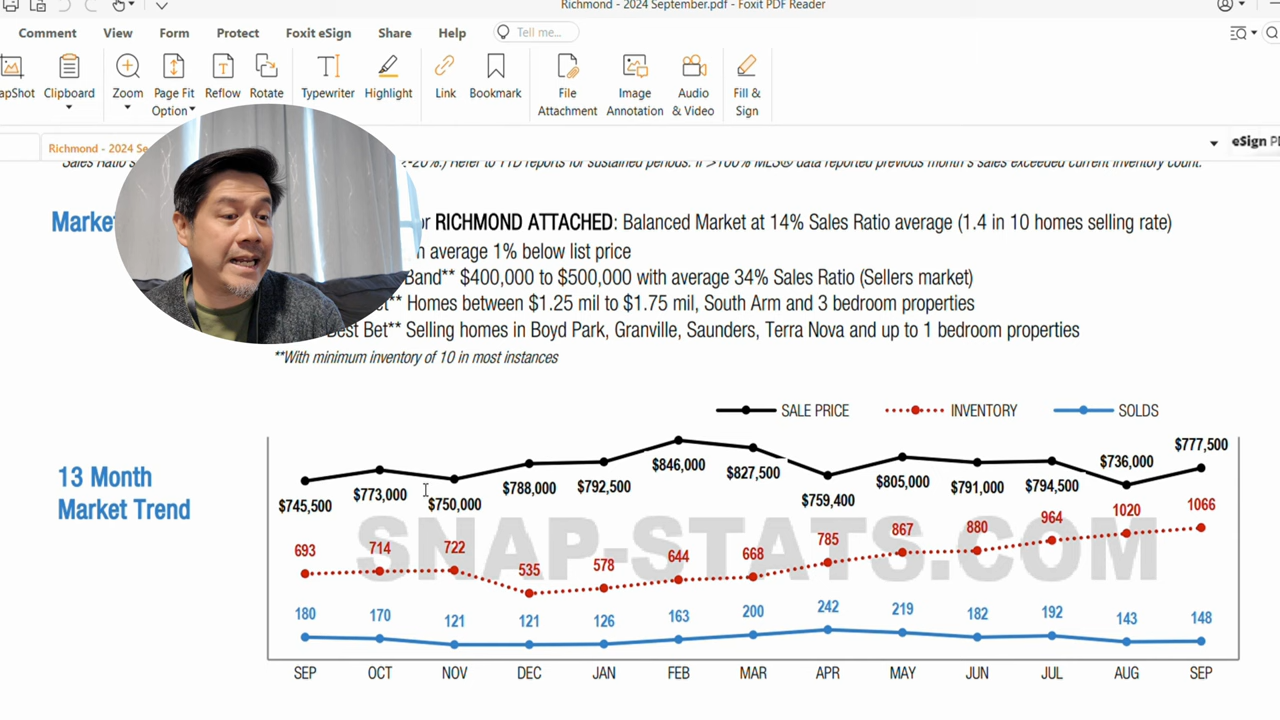 Richmond - 2024 September.pdf - Foxit PDF Reader
Comment View Form Protect Foxit eSign Share Help Tell me...
apShot Clipboard Zoom Page Fit Option Reflow Rotate Typewriter Highlight Link Bookmark File Attachment Image Annotation Audio & Video Fill & Sign
Richmond - 2024 Se
eSign PD
-20%.) Refer to YTD reports for sustained periods. If >100% MLS® data reported previous month's sales exceeded current inventory count.
Market or RICHMOND ATTACHED: Balanced Market at 14% Sales Ratio average (1.4 in 10 homes selling rate)
n average 1% below list price
Band** $400,000 to $500,000 with average 34% Sales Ratio (Sellers market)
** Homes between $1.25 mil to $1.75 mil, South Arm and 3 bedroom properties
Best Bet** Selling homes in Boyd Park, Granville, Saunders, Terra Nova and up to 1 bedroom properties
**With minimum inventory of 10 in most instances
SALE PRICE INVENTORY SOLDS
13 Month
Market Trend
$745,500 $773,000 $750,000 $788,000 $792,500 $846,000 $827,500 $759,400 $805,000 $791,000 $794,500 $736,000 $777,500
693 714 722 535 578 644 668 785 867 880 964 1020 1066
SNAP-STATS.COM
180 170 121 121 126 163 200 242 219 182 192 143 148
SEP OCT NOV DEC JAN FEB MAR APR MAY JUN JUL AUG SEP